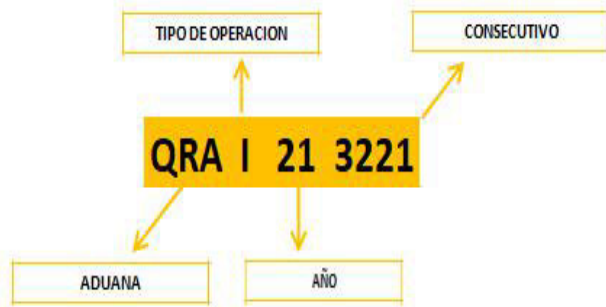 TIPO DE OPERACION
CONSECUTIVO
QRA I 21 3221
ADUANA
AÑO